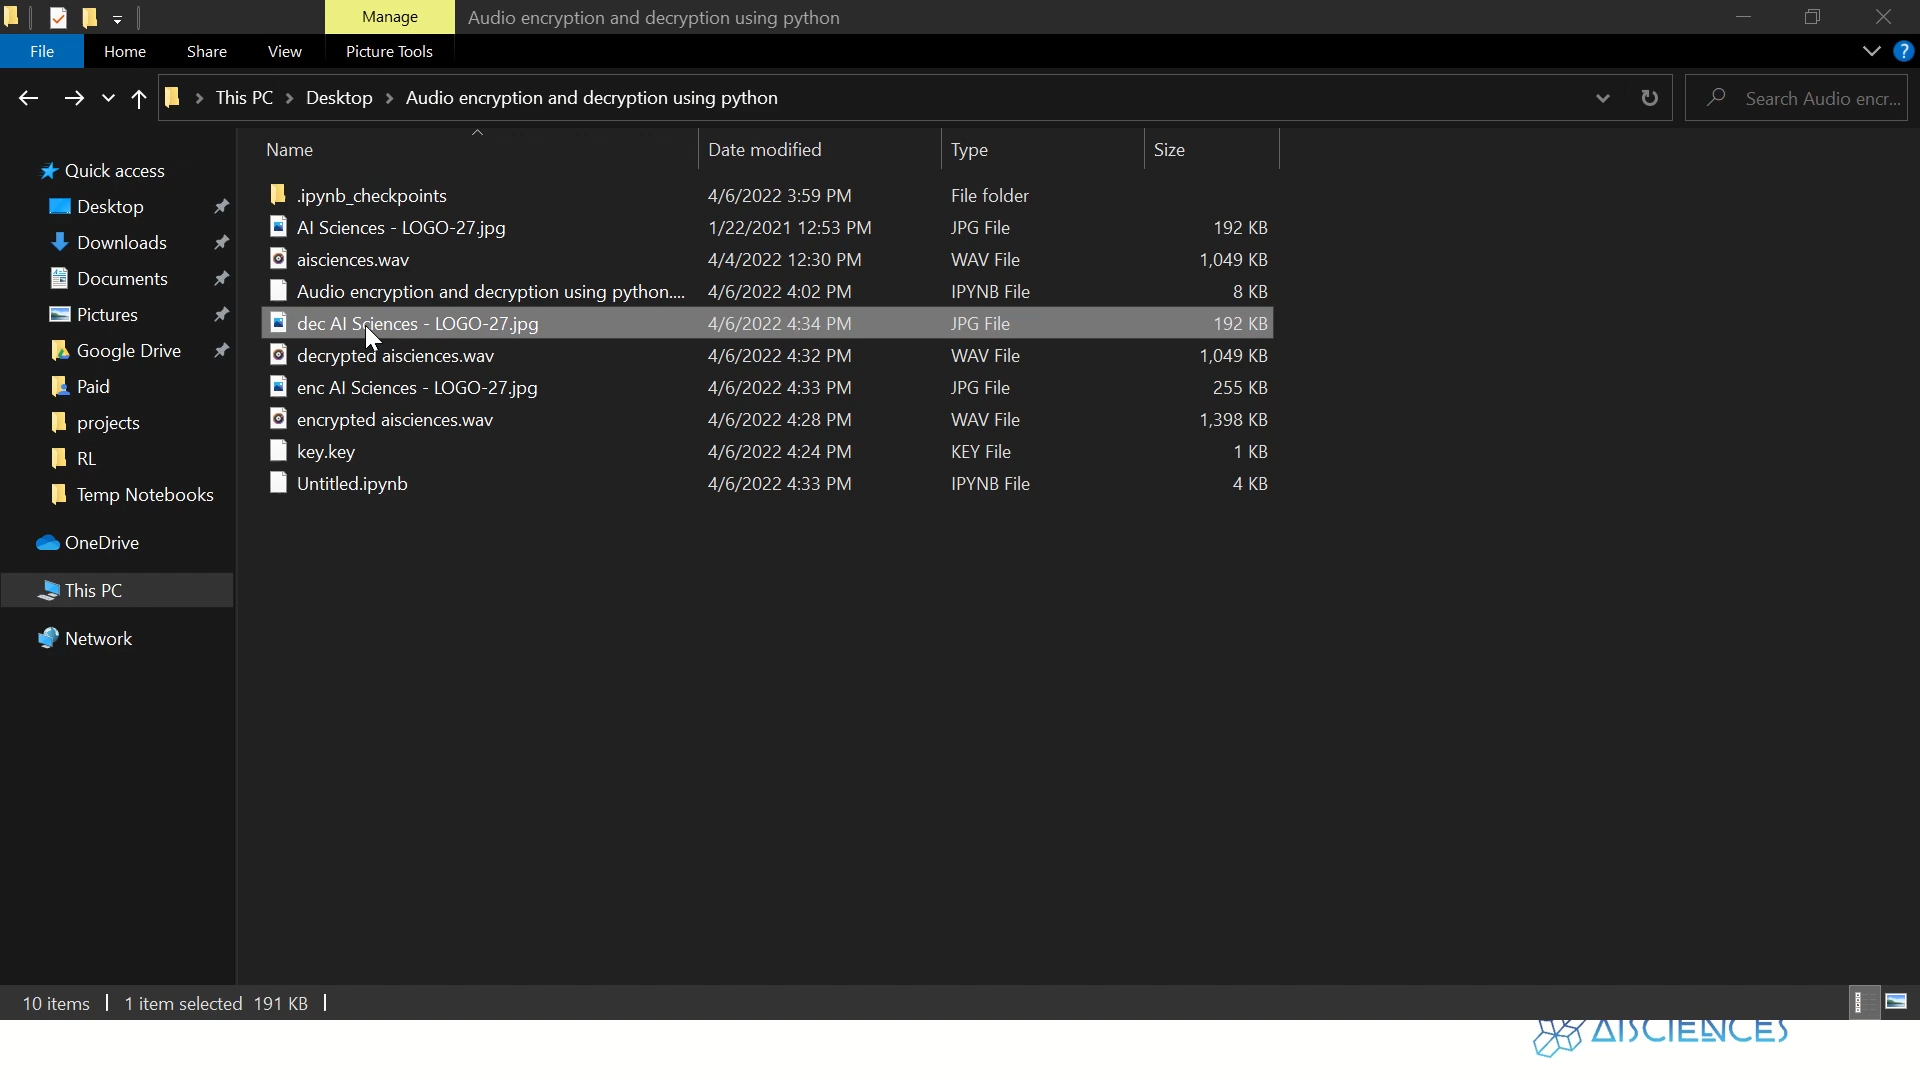 Manage
Audio encryption and decryption using python
File
Home
Share
View
Picture Tools
This PC
Desktop
Audio encryption and decryption using python
Search Audio encr...
Name
Date modified
Type
Size
Quick access
Desktop
Downloads
Documents
Pictures
Google Drive
Paid
projects
RL
Temp Notebooks
OneDrive
This PC
Network
.ipynb_checkpoints 4/6/2022 3:59 PM File folder
AI Sciences - LOGO-27.jpg 1/22/2021 12:53 PM JPG File 192 KB
aisciences.wav 4/4/2022 12:30 PM WAV File 1,049 KB
Audio encryption and decryption using python.... 4/6/2022 4:02 PM IPYNB File 8 KB
dec AI Sciences - LOGO-27.jpg 4/6/2022 4:34 PM JPG File 192 KB
decrypted aisciences.wav 4/6/2022 4:32 PM WAV File 1,049 KB
enc AI Sciences - LOGO-27.jpg 4/6/2022 4:33 PM JPG File 255 KB
encrypted aisciences.wav 4/6/2022 4:28 PM WAV File 1,398 KB
key.key 4/6/2022 4:24 PM KEY File 1 KB
Untitled.ipynb 4/6/2022 4:33 PM IPYNB File 4 KB
10 items
1 item selected 191 KB
AISCIENCES